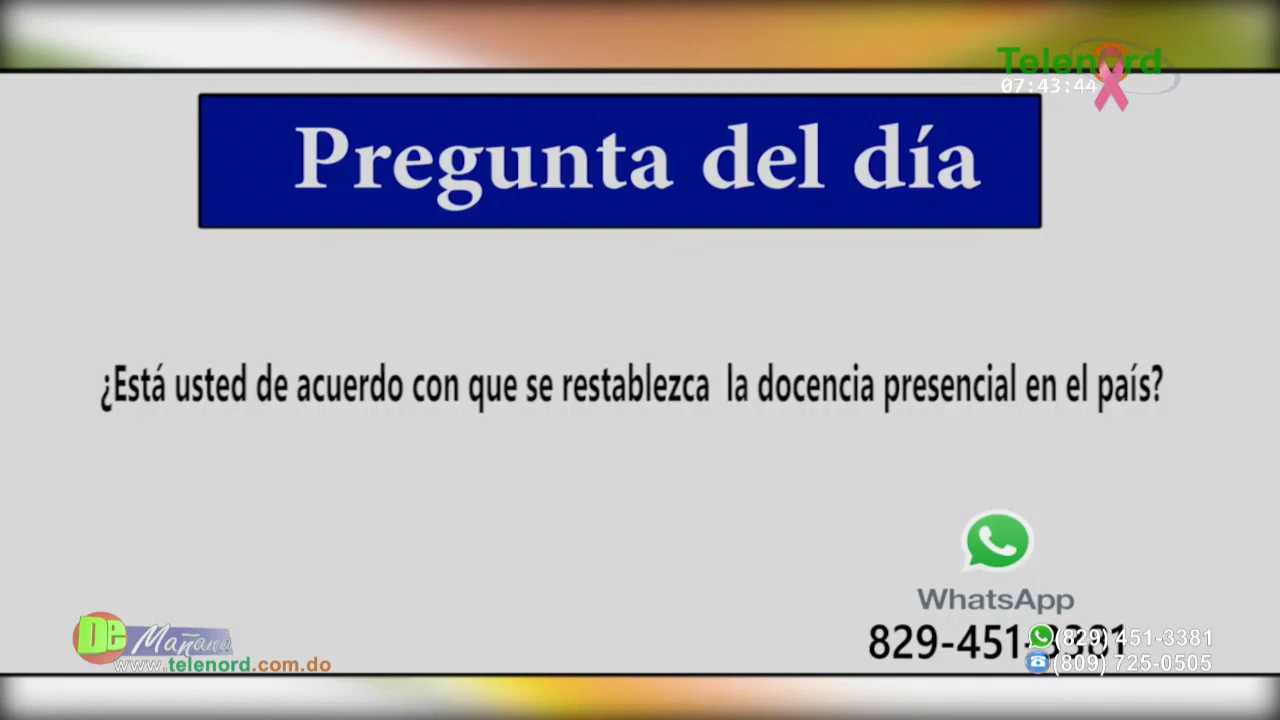 Telenord
07:43:44
Pregunta del día
¿Está usted de acuerdo con que se restablezca la docencia presencial en el país?
WhatsApp
829-451-3381
(829) 451-3381
(809) 725-0505
De Mañana
www.telenord.com.do